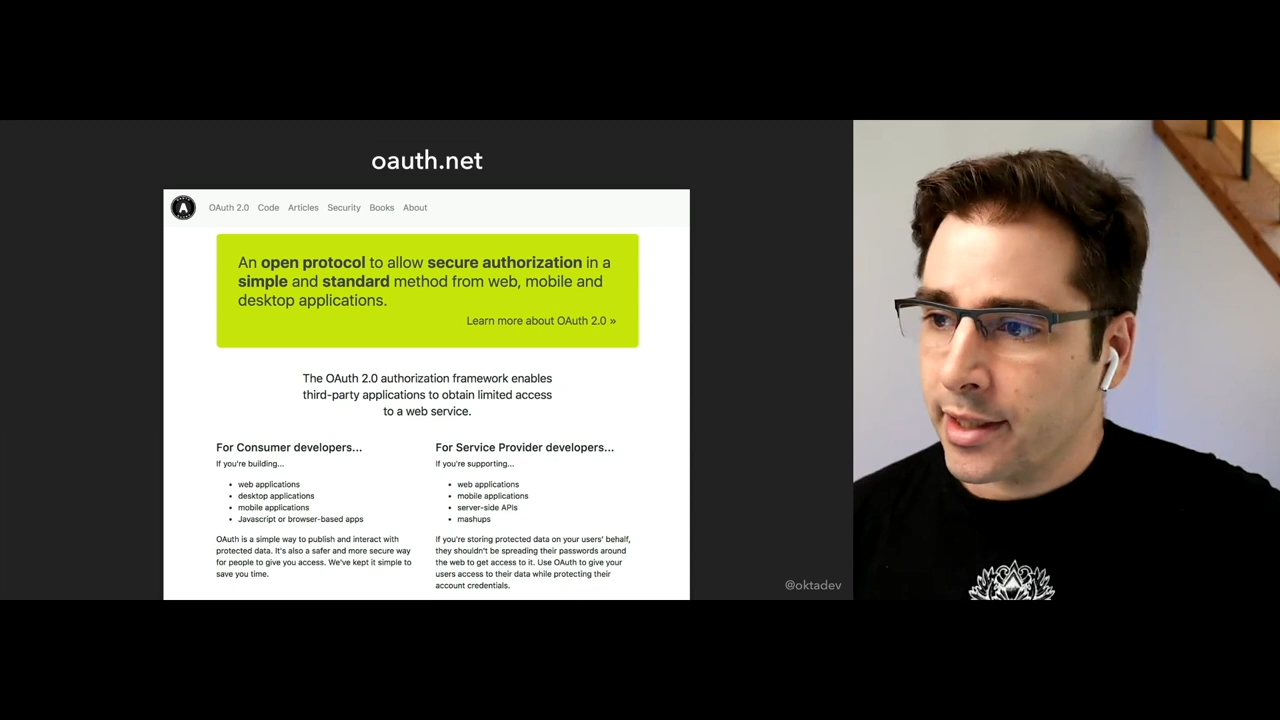 oauth.net
OAuth 2.0 Code Articles Security Books About
An open protocol to allow secure authorization in a
simple and standard method from web, mobile and
desktop applications.
Learn more about OAuth 2.0 »
The OAuth 2.0 authorization framework enables
third-party applications to obtain limited access
to a web service.
For Consumer developers...
If you're building...
• web applications
• desktop applications
• mobile applications
• Javascript or browser-based apps
OAuth is a simple way to publish and interact with
protected data. It's also a safer and more secure way
for people to give you access. We've kept it simple to
save you time.
For Service Provider developers...
If you're supporting...
• web applications
• mobile applications
• server-side APIs
• mashups
If you're storing protected data on your users' behalf,
they shouldn't be spreading their passwords around
the web to get access to it. Use OAuth to give your
users access to their data while protecting their
account credentials.
@oktadev